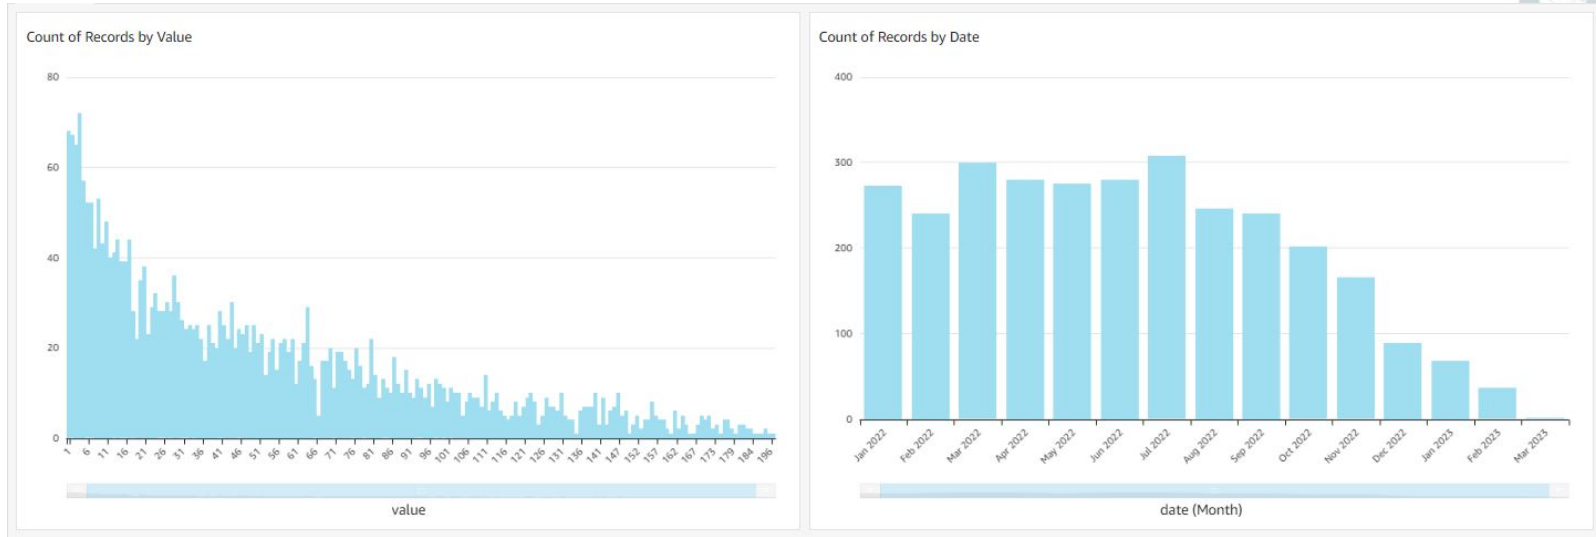 Count of Records by Value
80
60
40
20
0
1 6 11 16 21 26 31 36 41 46 51 56 61 66 71 76 81 86 91 96 101 106 111 116 121 126 131 136 141 147 152 157 162 167 173 179 184 196
value
Count of Records by Date
400
300
200
100
0
Jan 2022 Feb 2022 Mar 2022 Apr 2022 May 2022 Jun 2022 Jul 2022 Aug 2022 Sep 2022 Oct 2022 Nov 2022 Dec 2022 Jan 2023 Feb 2023 Mar 2023
date (Month)